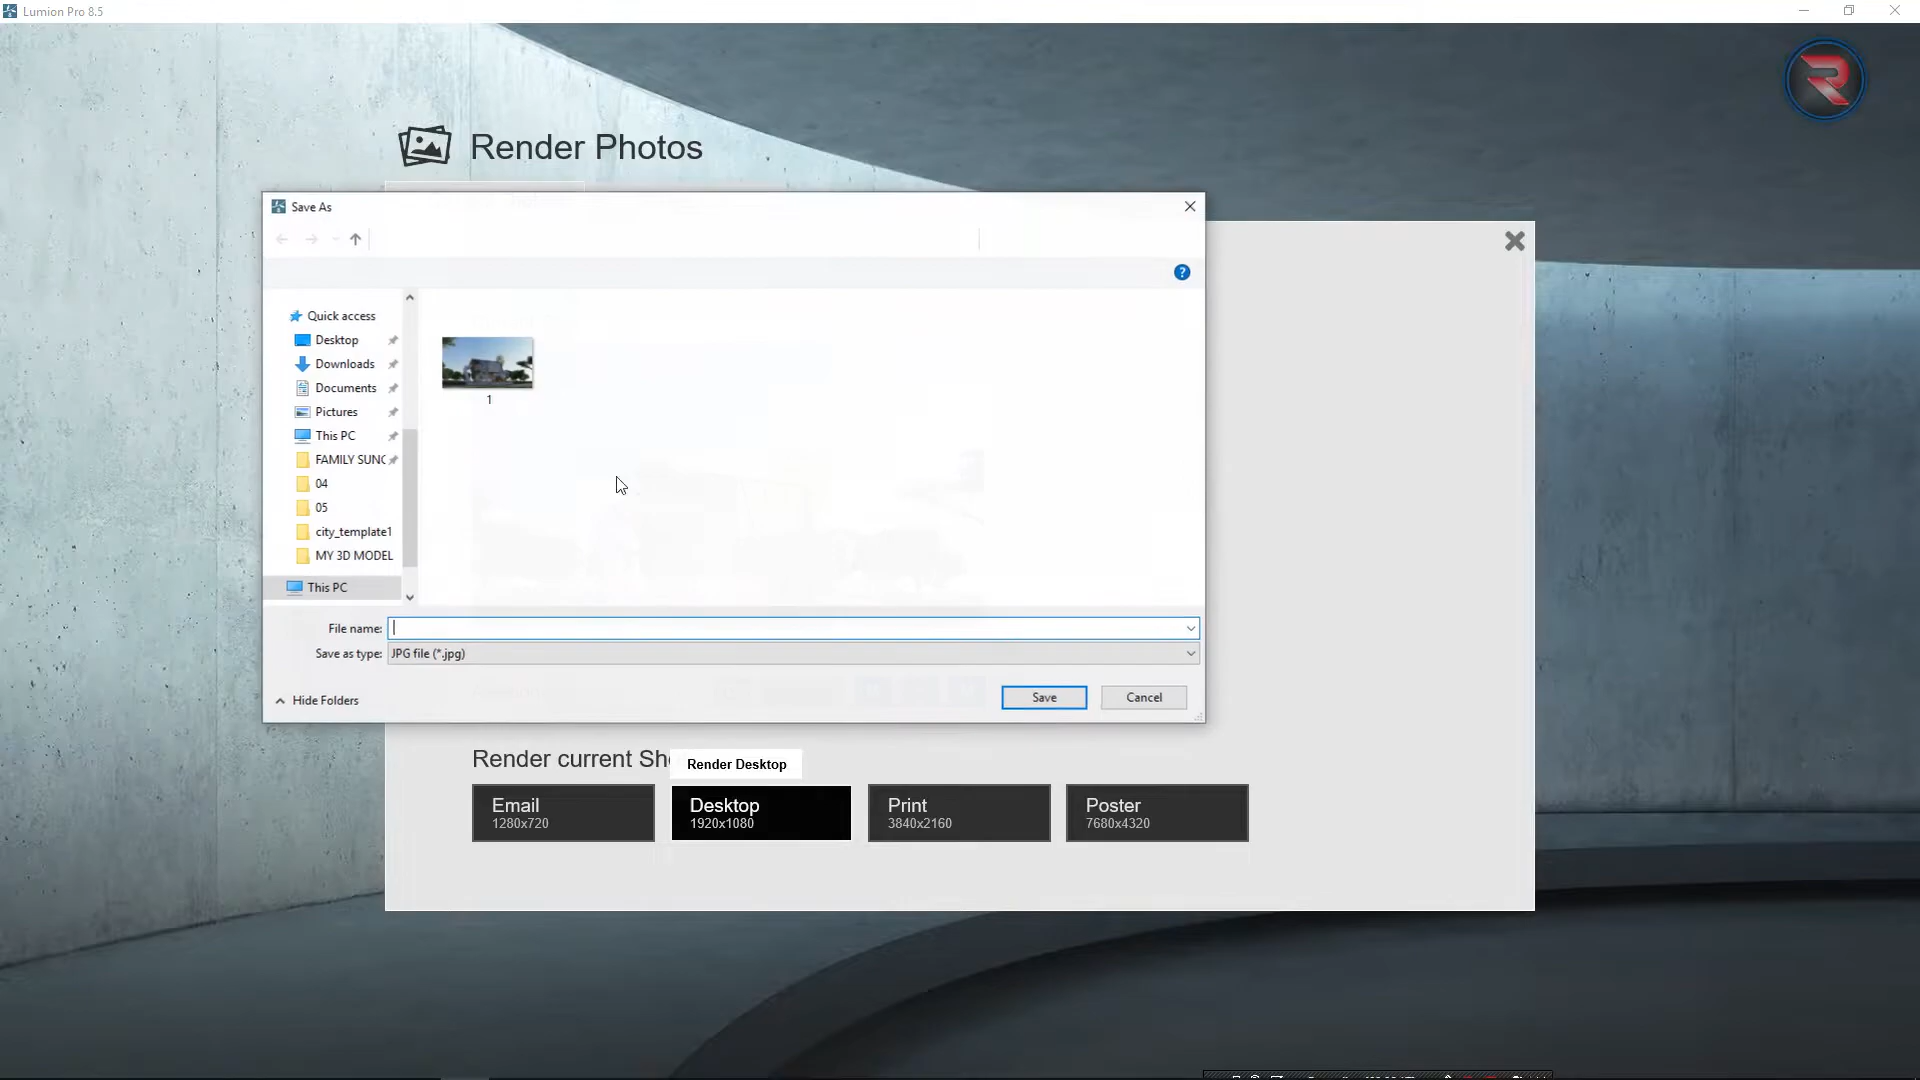 Lumion Pro 8.5
Render Photos
Save As
Quick access
Desktop
Downloads
Documents
Pictures
This PC
FAMILY SUNC
04
05
city_template1
MY 3D MODEL
This PC
1
File name:
Save as type: JPG file (*.jpg)
Hide Folders
Save
Cancel
Render current Sh
Render Desktop
Email
1280x720
Desktop
1920x1080
Print
3840x2160
Poster
7680x4320